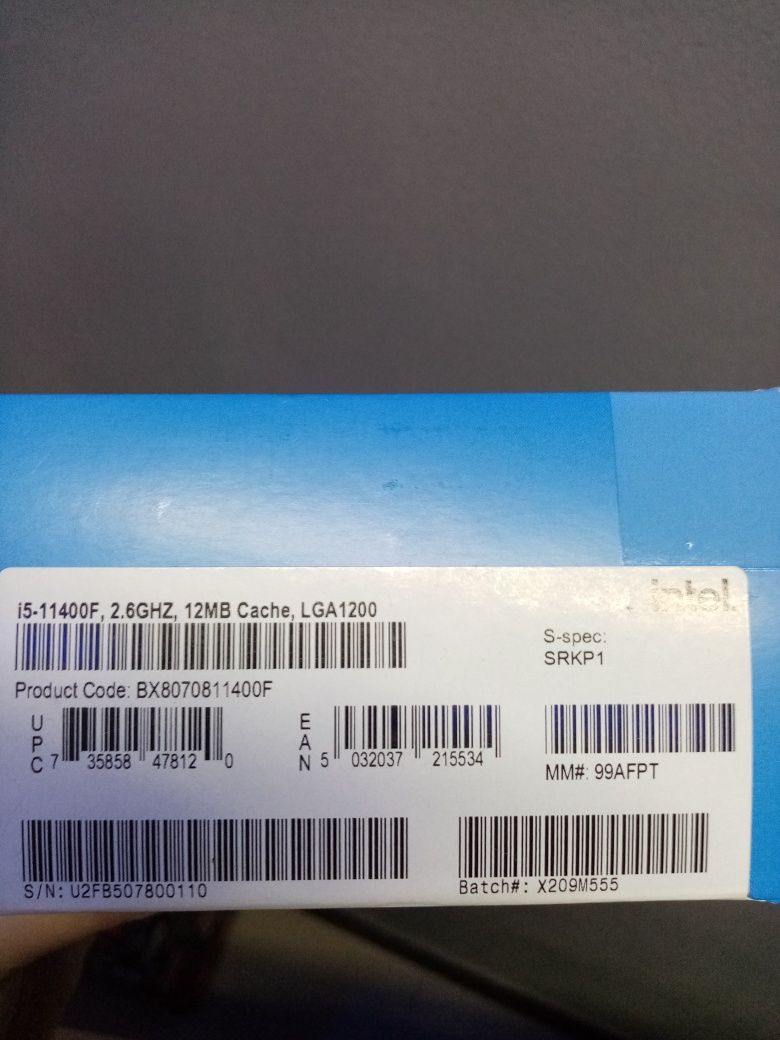 intel.
i5-11400F, 2.6GHZ, 12MB Cache, LGA1200
S-spec:
SRKP1
Product Code: BX8070811400F
UPC
7 35858 47812 0
EAN
5 032037 215534
MM#: 99AFPT
S/N: U2FB507800110
Batch#: X209M555